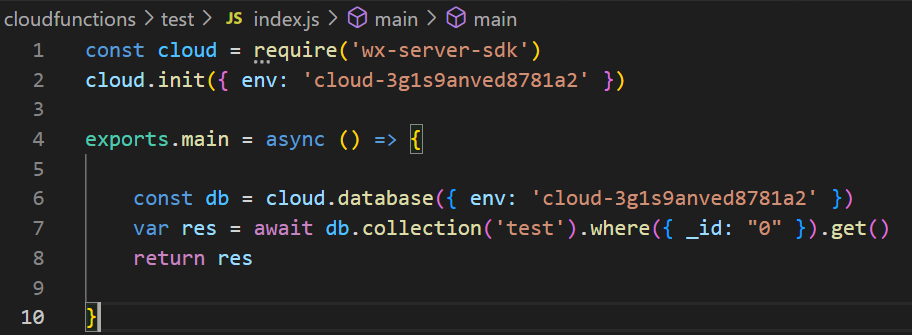 cloudfunctions > test > JS index.js > main > main
1 const cloud = require('wx-server-sdk')
2 cloud.init({ env: 'cloud-3g1s9anved8781a2' })
3
4 exports.main = async () => {
5
6     const db = cloud.database({ env: 'cloud-3g1s9anved8781a2' })
7     var res = await db.collection('test').where({ _id: "0" }).get()
8     return res
9
10 }